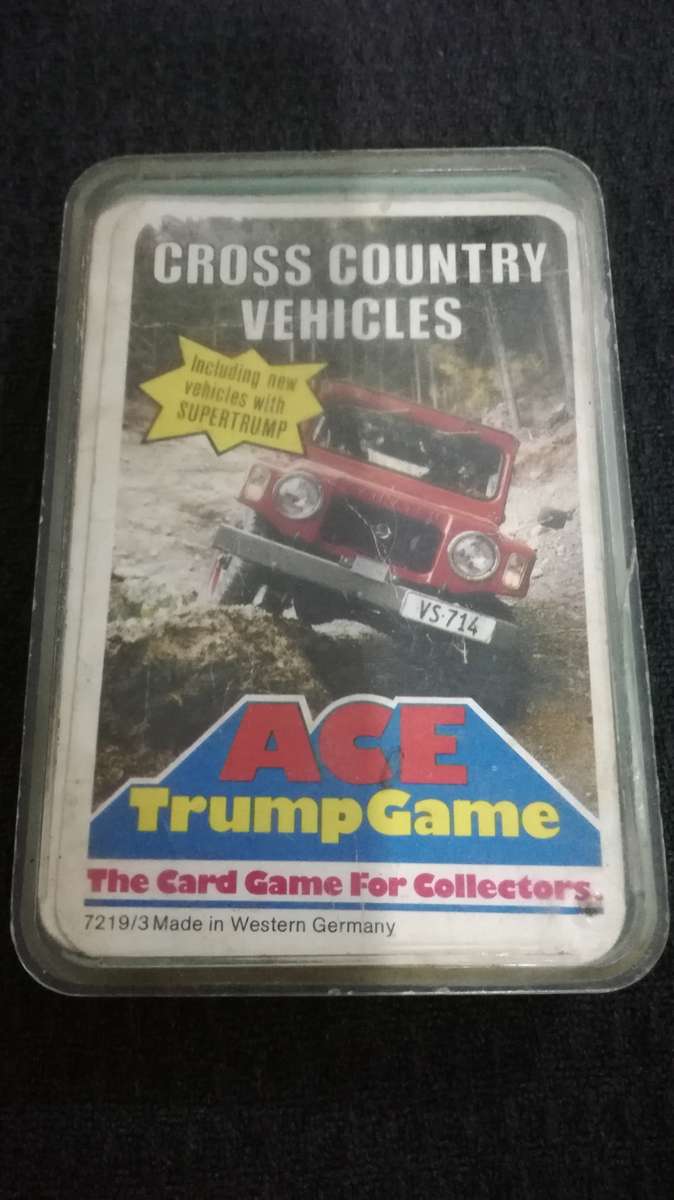 CROSS COUNTRY
VEHICLES
Including new
vehicles with
SUPERTRUMP
VS·714
ACE
TrumpGame
The Card Game For Collectors.
7219/3 Made in Western Germany